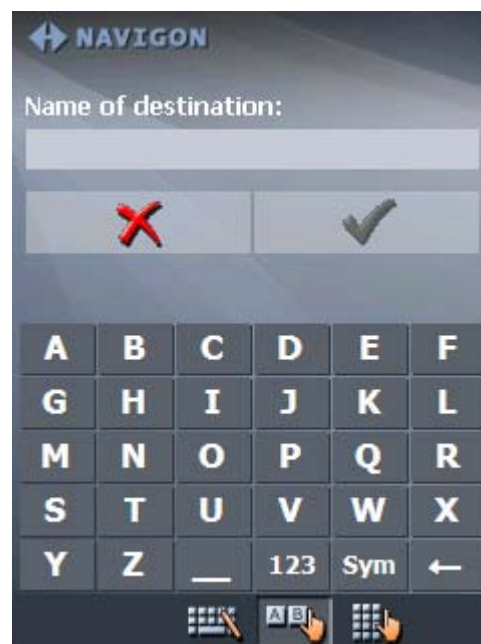 NAVIGON
Name of destination:
A B C D E F
G H I J K L
M N O P Q R
S T U V W X
Y Z _ 123 Sym ←
A B